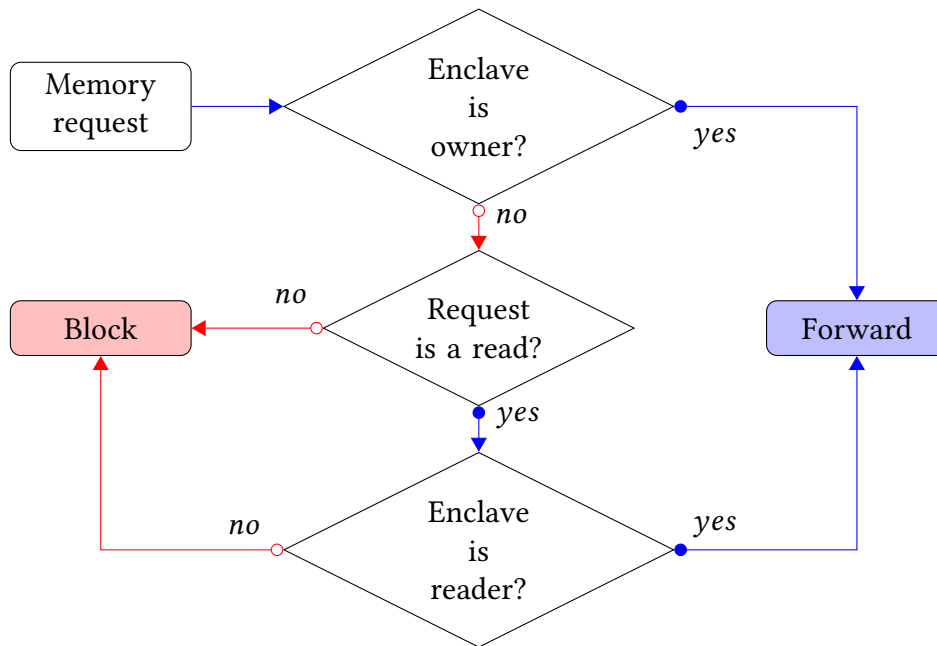 Memory
request
Enclave
is
owner?
yes
no
no
Block
Request
is a read?
Forward
yes
no
Enclave
is
reader?
yes